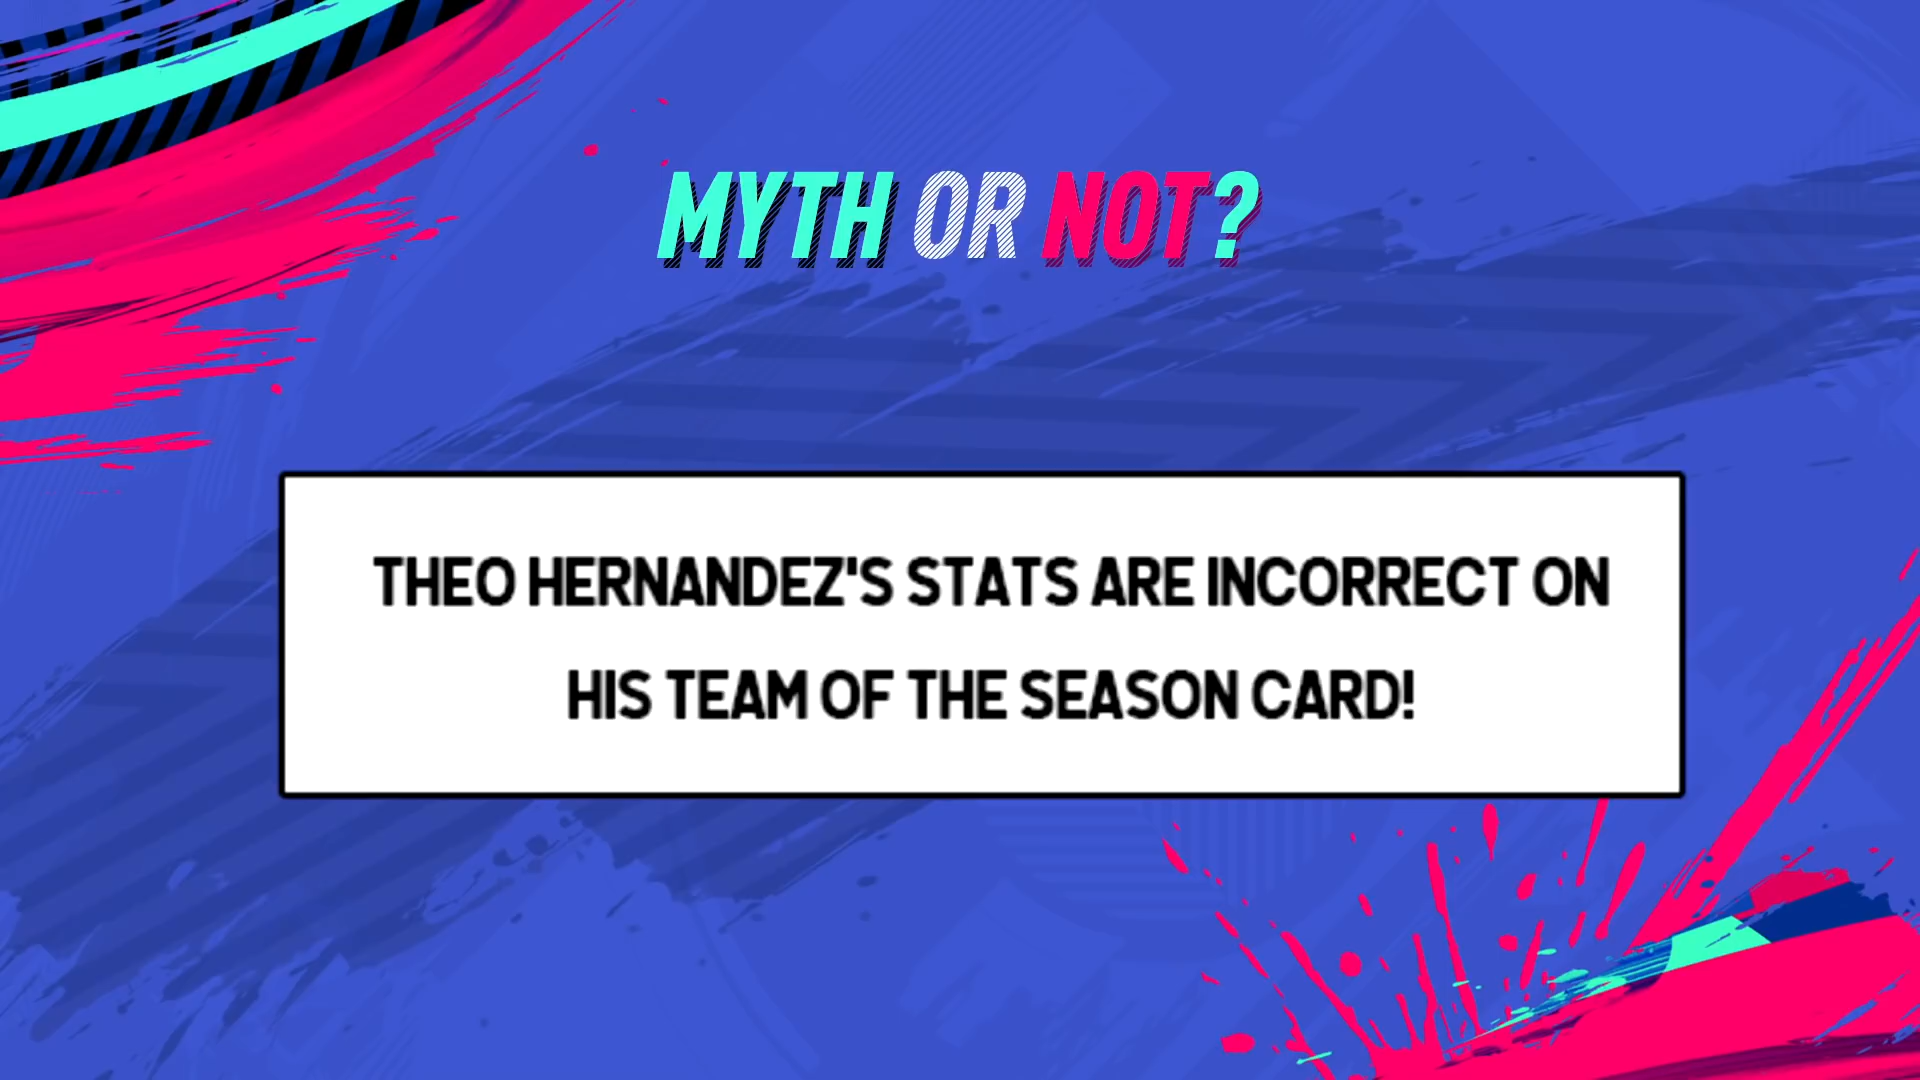 MYTH OR NOT?
THEO HERNANDEZ'S STATS ARE INCORRECT ON
HIS TEAM OF THE SEASON CARD!